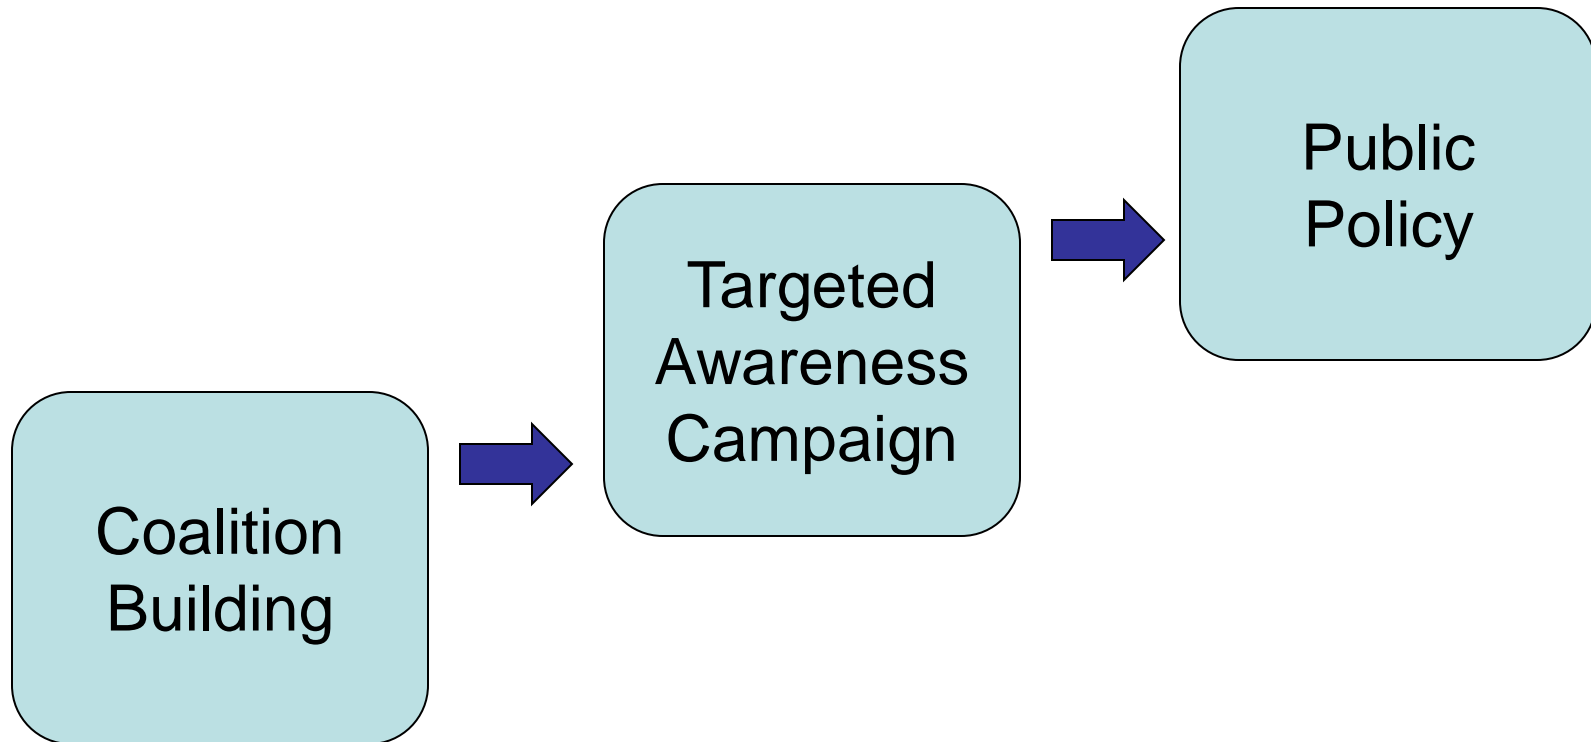 Coalition
Building
Targeted
Awareness
Campaign
Public
Policy